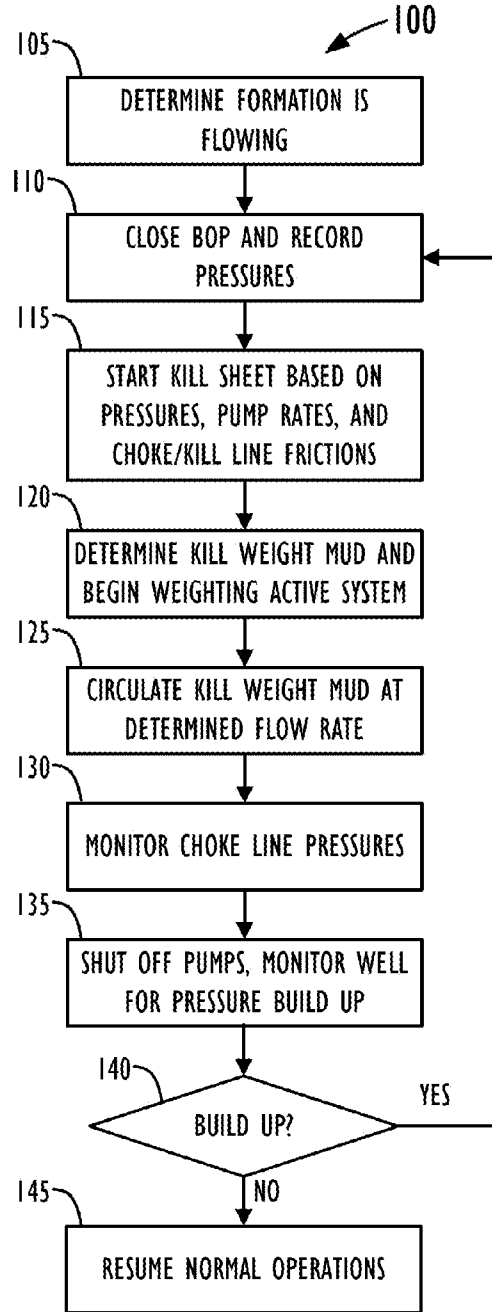 100
105
DETERMINE FORMATION IS
FLOWING
110
CLOSE BOP AND RECORD
PRESSURES
115
START KILL SHEET BASED ON
PRESSURES, PUMP RATES, AND
CHOKE/KILL LINE FRICTIONS
120
DETERMINE KILL WEIGHT MUD AND
BEGIN WEIGHTING ACTIVE SYSTEM
125
CIRCULATE KILL WEIGHT MUD AT
DETERMINED FLOW RATE
130
MONITOR CHOKE LINE PRESSURES
135
SHUT OFF PUMPS, MONITOR WELL
FOR PRESSURE BUILD UP
140
BUILD UP?
YES
NO
145
RESUME NORMAL OPERATIONS